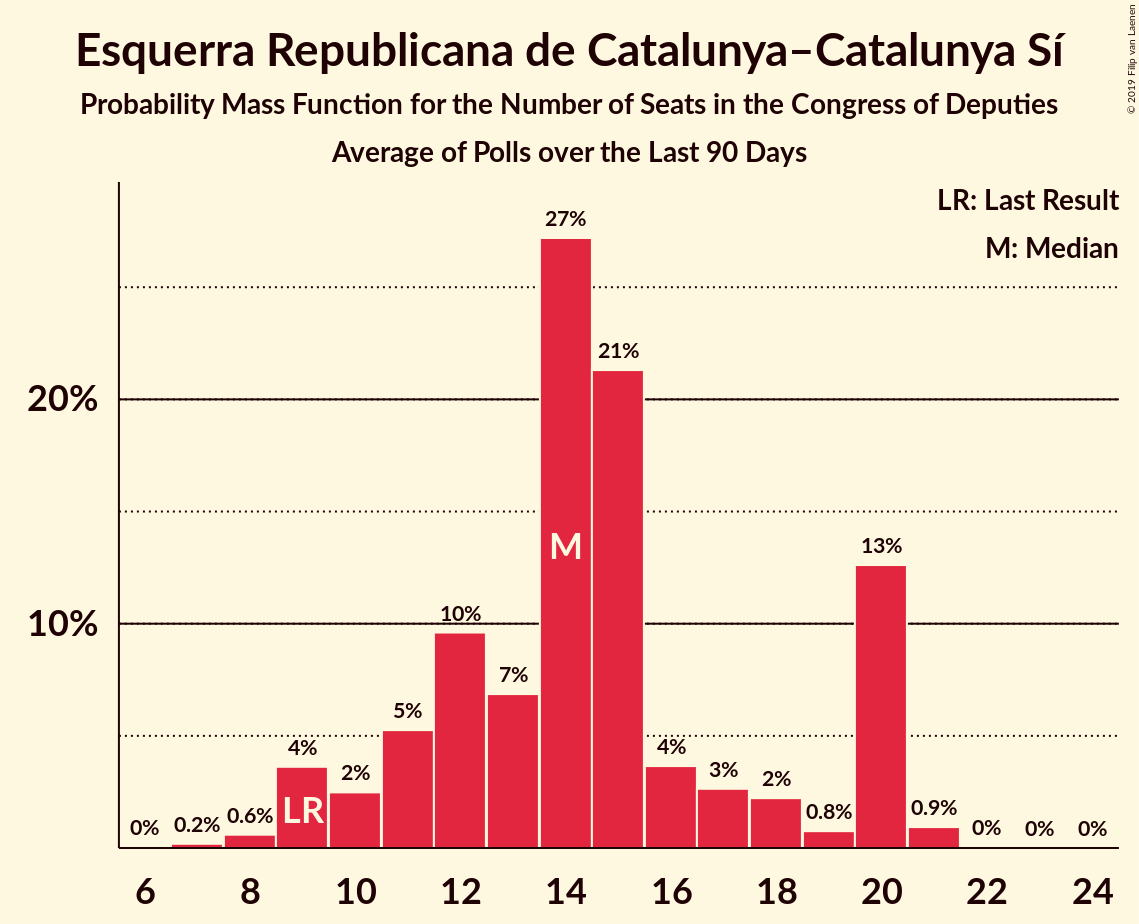 Esquerra Republicana de Catalunya–Catalunya Sí
Probability Mass Function for the Number of Seats in the Congress of Deputies
Average of Polls over the Last 90 Days
© 2019 Filip van Laenen
LR: Last Result
M: Median
27%
21%
20%
M
13%
10%
10%
7%
5%
4%
4%
2%
3%
2%
LR
0%
0.2%
0.6%
0.8%
0.9%
0%
0%
0%
6 8 10 12 14 16 18 20 22 24